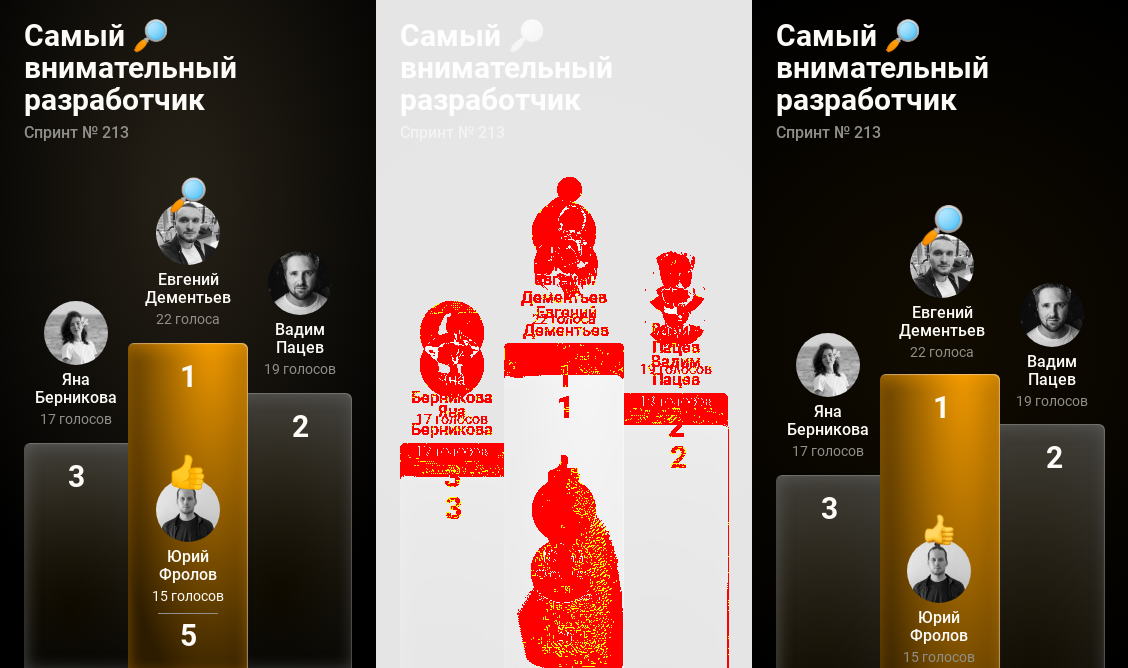 Самый 🔎
внимательный
разработчик
Спринт № 213
Евгений
Дементьев
22 голоса
Вадим
Пацев
19 голосов
Яна
Берникова
17 голосов
1
2
3
Юрий
Фролов
15 голосов
5
Самый 🔎
внимательный
разработчик
Спринт № 213
Евгений
Дементьев
22 голоса
Евгений
Дементьев
Вадим
Пацев
19 голосов
Вадим
Пацев
Яна
Берникова
17 голосов
Яна
Берникова
17 голосов
1
1
2
2
3
3
Самый 🔎
внимательный
разработчик
Спринт № 213
Евгений
Дементьев
22 голоса
Вадим
Пацев
19 голосов
Яна
Берникова
17 голосов
1
2
3
Юрий
Фролов
15 голосов